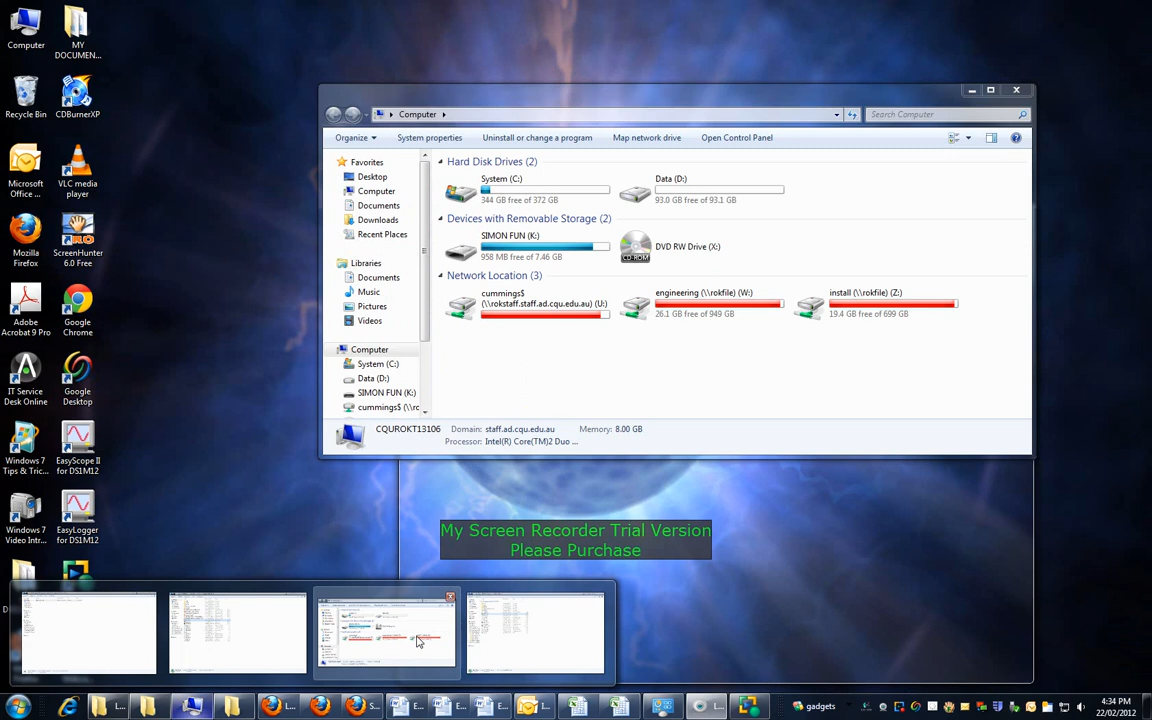 Computer
MY
DOCUMEN...
Recycle Bin
CDBurnerXP
Microsoft
Office ...
VLC media
player
Mozilla
Firefox
ScreenHunter
6.0 Free
Adobe
Acrobat 9 Pro
Google
Chrome
IT Service
Desk Online
Google
Desktop
Windows 7
Tips & Tric...
EasyScope II
for DS1M12
Windows 7
Video Intr...
EasyLogger
for DS1M12
Computer
Search Computer
Organize
System properties
Uninstall or change a program
Map network drive
Open Control Panel
Favorites
Desktop
Computer
Documents
Downloads
Recent Places
Libraries
Documents
Music
Pictures
Videos
Computer
System (C:)
Data (D:)
SIMON FUN (K:)
cummings$ (\\rc
Hard Disk Drives (2)
System (C:)
344 GB free of 372 GB
Data (D:)
93.0 GB free of 93.1 GB
Devices with Removable Storage (2)
SIMON FUN (K:)
958 MB free of 7.46 GB
CD-ROM
DVD RW Drive (X:)
Network Location (3)
cummings$
(\\rokstaff.staff.ad.cqu.edu.au) (U:)
engineering (\\rokfile) (W:)
26.1 GB free of 949 GB
install (\\rokfile) (Z:)
19.4 GB free of 699 GB
CQUROKT13106
Domain: staff.ad.cqu.edu.au
Memory: 8.00 GB
Processor: Intel(R) Core(TM)2 Duo ...
My Screen Recorder Trial Version
Please Purchase
L...
L...
S...
E...
E...
E...
I...
L...
gadgets
4:34 PM
22/02/2012